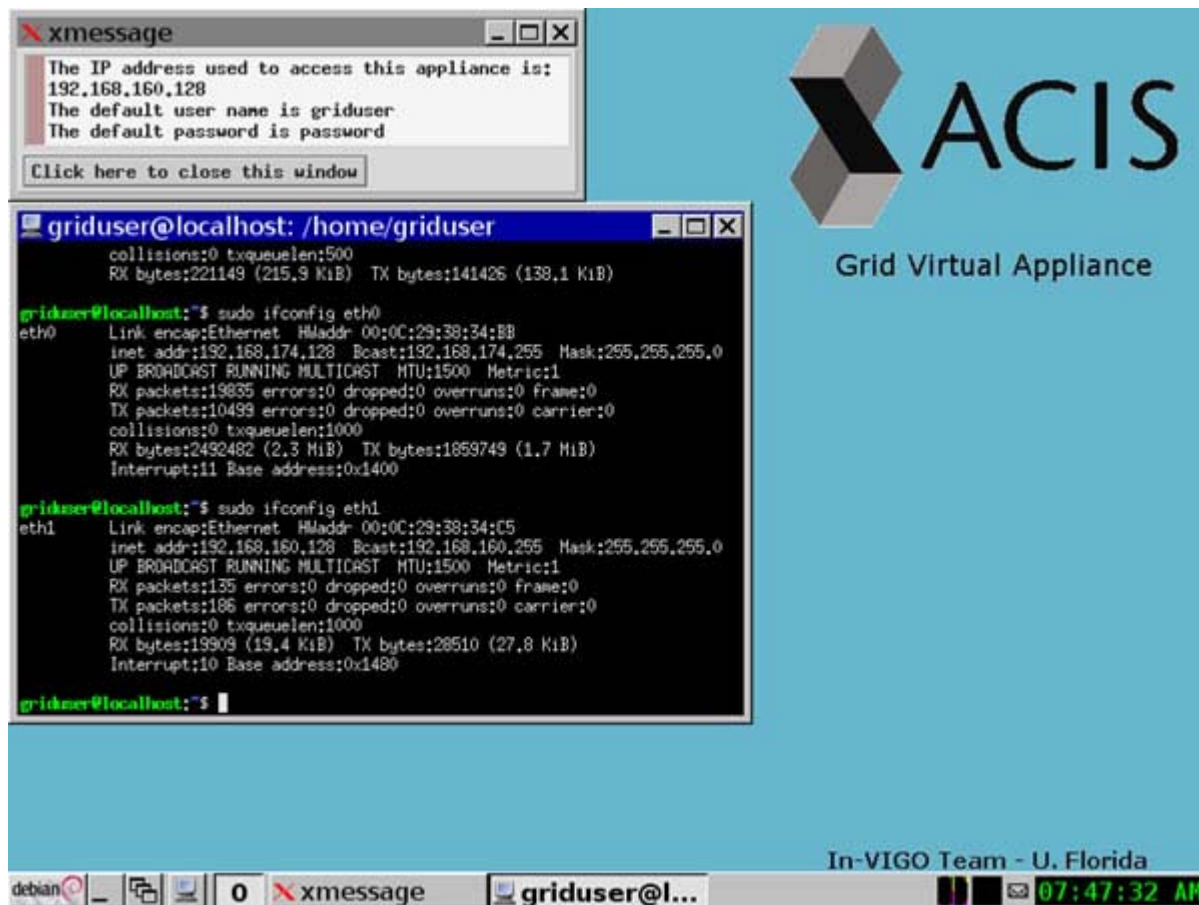 xmessage
The IP address used to access this appliance is:
192.168.160.128
The default user name is griduser
The default password is password
Click here to close this window
ACIS
Grid Virtual Appliance
griduser@localhost: /home/griduser
collisions:0 txqueuelen:500
RX bytes:221149 (215.9 KiB) TX bytes:141426 (138.1 KiB)
griduser@localhost:~$ sudo ifconfig eth0
eth0 Link encap:Ethernet HWaddr 00:0C:29:38:34:BB
inet addr:192.168.174.128 Bcast:192.168.174.255 Mask:255.255.255.0
UP BROADCAST RUNNING MULTICAST MTU:1500 Metric:1
RX packets:19835 errors:0 dropped:0 overruns:0 frame:0
TX packets:10499 errors:0 dropped:0 overruns:0 carrier:0
collisions:0 txqueuelen:1000
RX bytes:2492482 (2.3 MiB) TX bytes:1859749 (1.7 MiB)
Interrupt:11 Base address:0x1400
griduser@localhost:~$ sudo ifconfig eth1
eth1 Link encap:Ethernet HWaddr 00:0C:29:38:34:C5
inet addr:192.168.160.128 Bcast:192.168.160.255 Mask:255.255.255.0
UP BROADCAST RUNNING MULTICAST MTU:1500 Metric:1
RX packets:135 errors:0 dropped:0 overruns:0 frame:0
TX packets:186 errors:0 dropped:0 overruns:0 carrier:0
collisions:0 txqueuelen:1000
RX bytes:19909 (19.4 KiB) TX bytes:28510 (27.8 KiB)
Interrupt:10 Base address:0x1480
griduser@localhost:~$
In-VIGO Team - U. Florida
debian 0 xmessage griduser@l... 07:47:32 AM